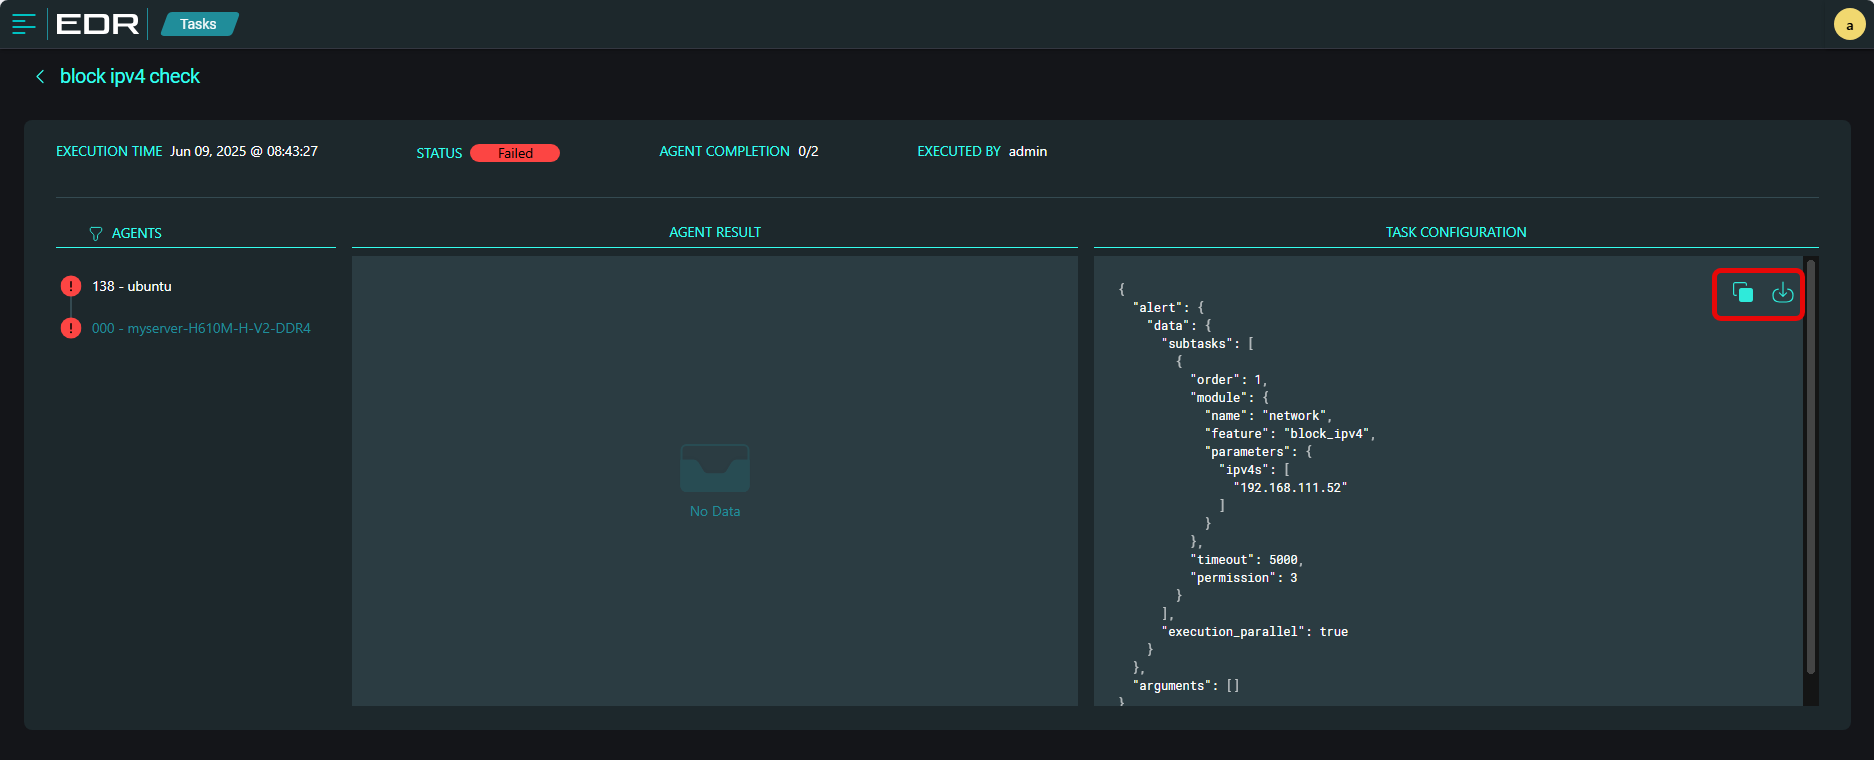 EDR
Tasks
a
block ipv4 check
EXECUTION TIME Jun 09, 2025 @ 08:43:27
STATUS Failed
AGENT COMPLETION 0/2
EXECUTED BY admin
AGENTS
138 - ubuntu
000 - myserver-H610M-H-V2-DDR4
AGENT RESULT
No Data
TASK CONFIGURATION
{
  "alert": {
    "data": {
      "subtasks": [
        {
          "order": 1,
          "module": {
            "name": "network",
            "feature": "block_ipv4",
            "parameters": {
              "ipv4s": [
                "192.168.111.52"
              ]
            }
          },
          "timeout": 5000,
          "permission": 3
        }
      ],
      "execution_parallel": true
    }
  },
  "arguments": []
}